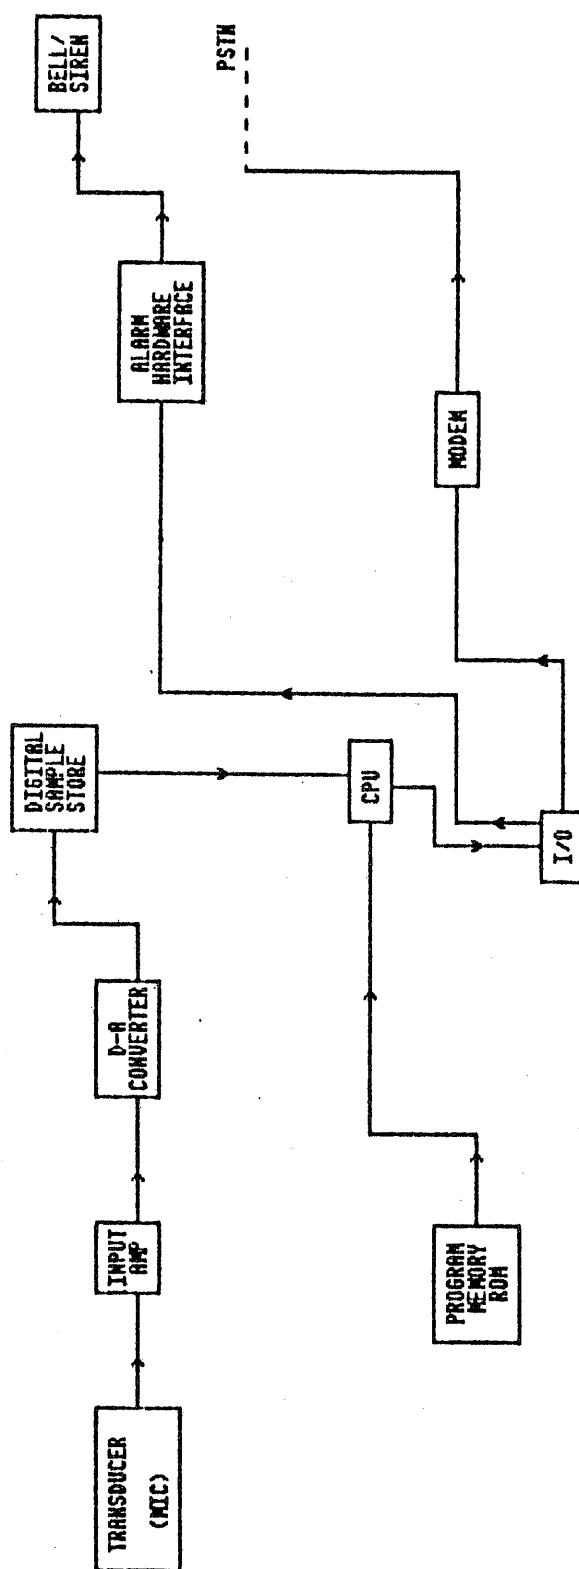 TRANSDUCER
(MIC)
INPUT
AMP
D-A
CONVERTER
DIGITAL
SAMPLE
STORE
ALARM
HARDWARE
INTERFACE
BELL/
SIREN
PROGRAM
MEMORY
ROM
CPU
I/O
MODEM
PSTN